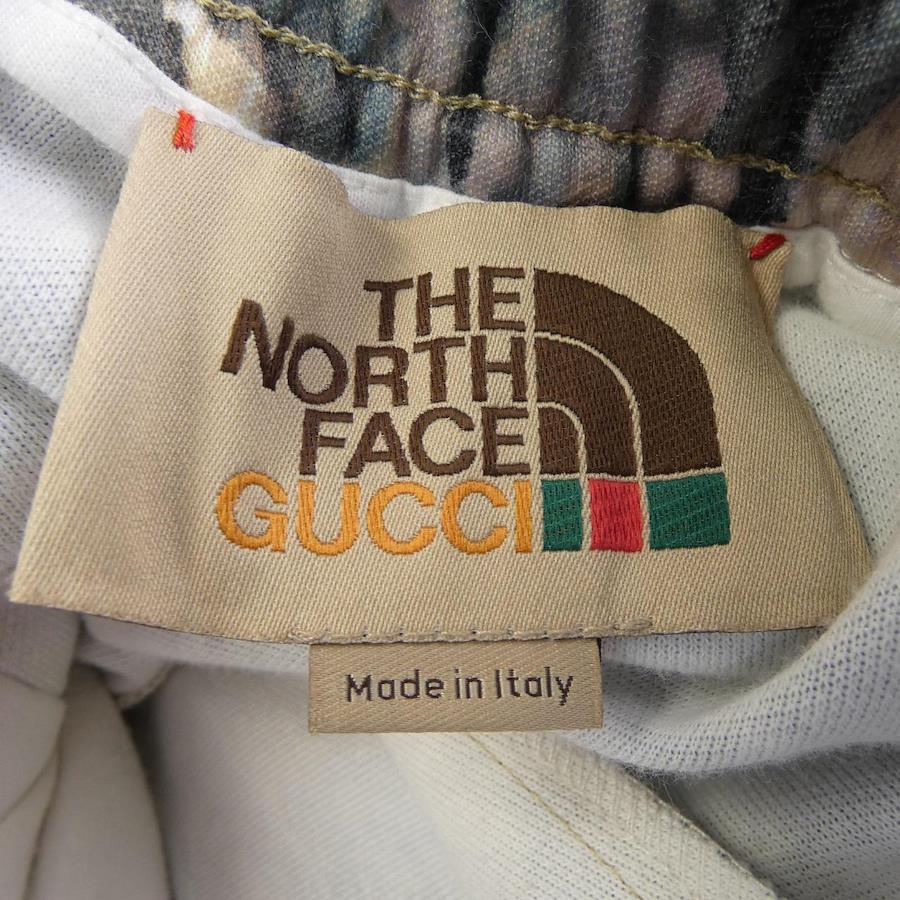 THE
NORTH
FACE
GUCCI
Made in Italy